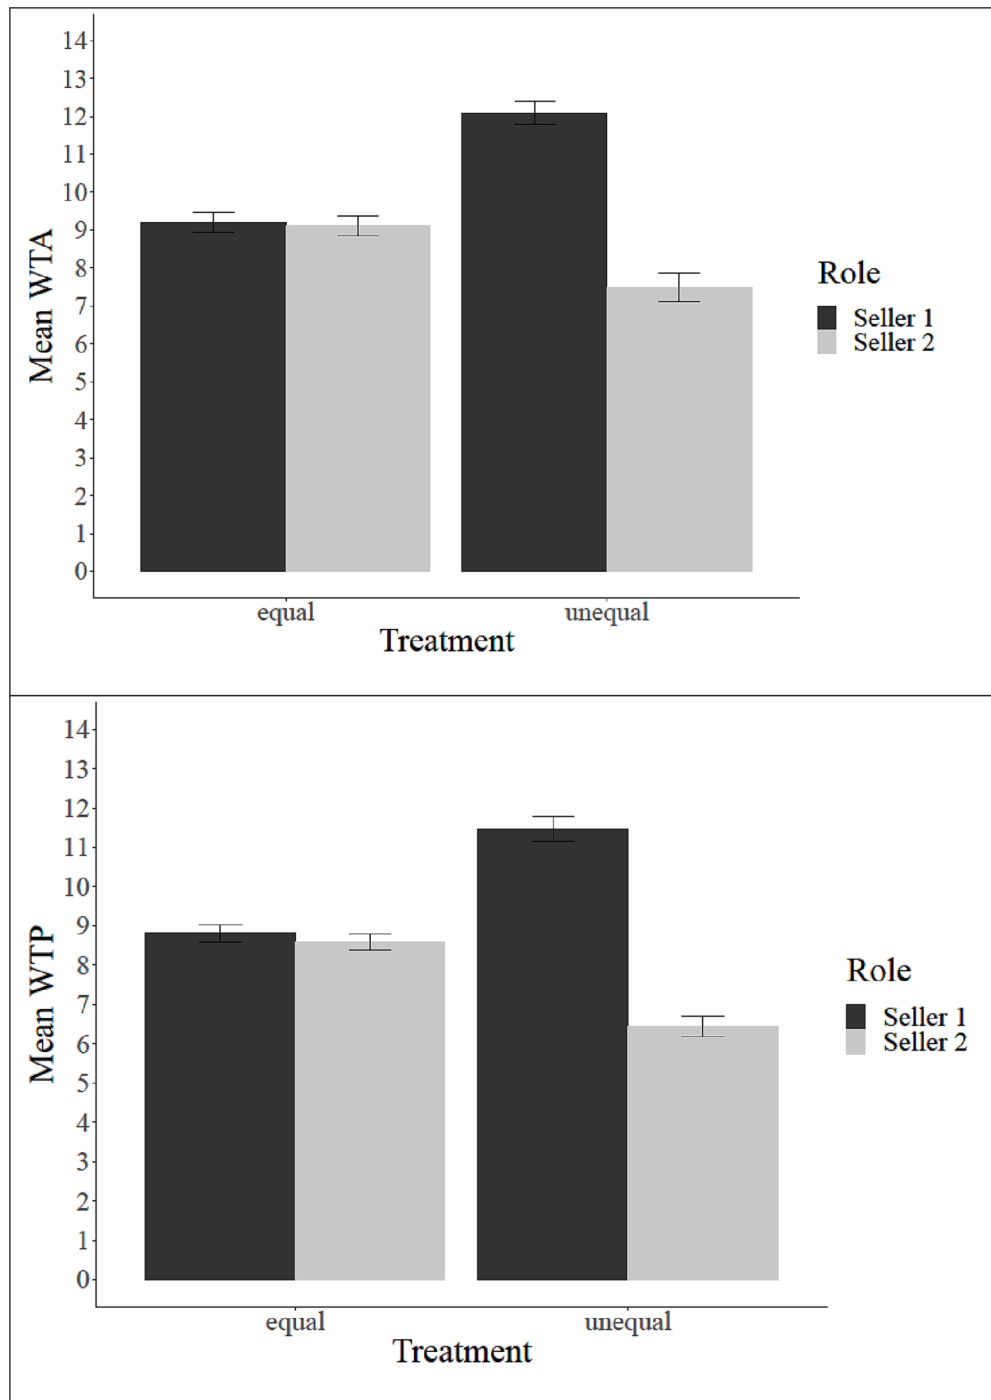 14
13
12
11
10
9
8
7
6
5
4
3
2
1
0
Mean WTA
equal
unequal
Treatment
Role
Seller 1
Seller 2
14
13
12
11
10
9
8
7
6
5
4
3
2
1
0
Mean WTP
equal
unequal
Treatment
Role
Seller 1
Seller 2